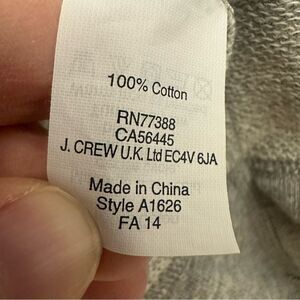 100% Cotton
RN77388
CA56445
J. CREW U.K. Ltd EC4V 6JA
Made in China
Style A1626
FA 14